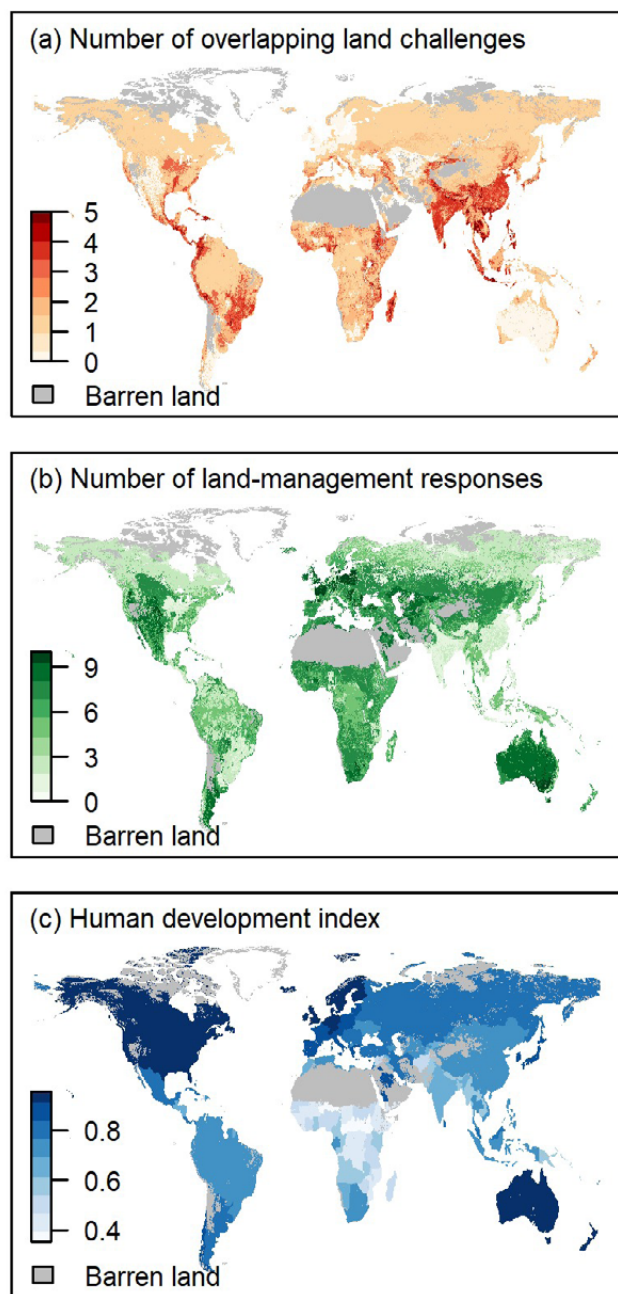 (a) Number of overlapping land challenges
5
4
3
2
1
0
Barren land
(b) Number of land-management responses
9
6
3
0
Barren land
(c) Human development index
0.8
0.6
0.4
Barren land